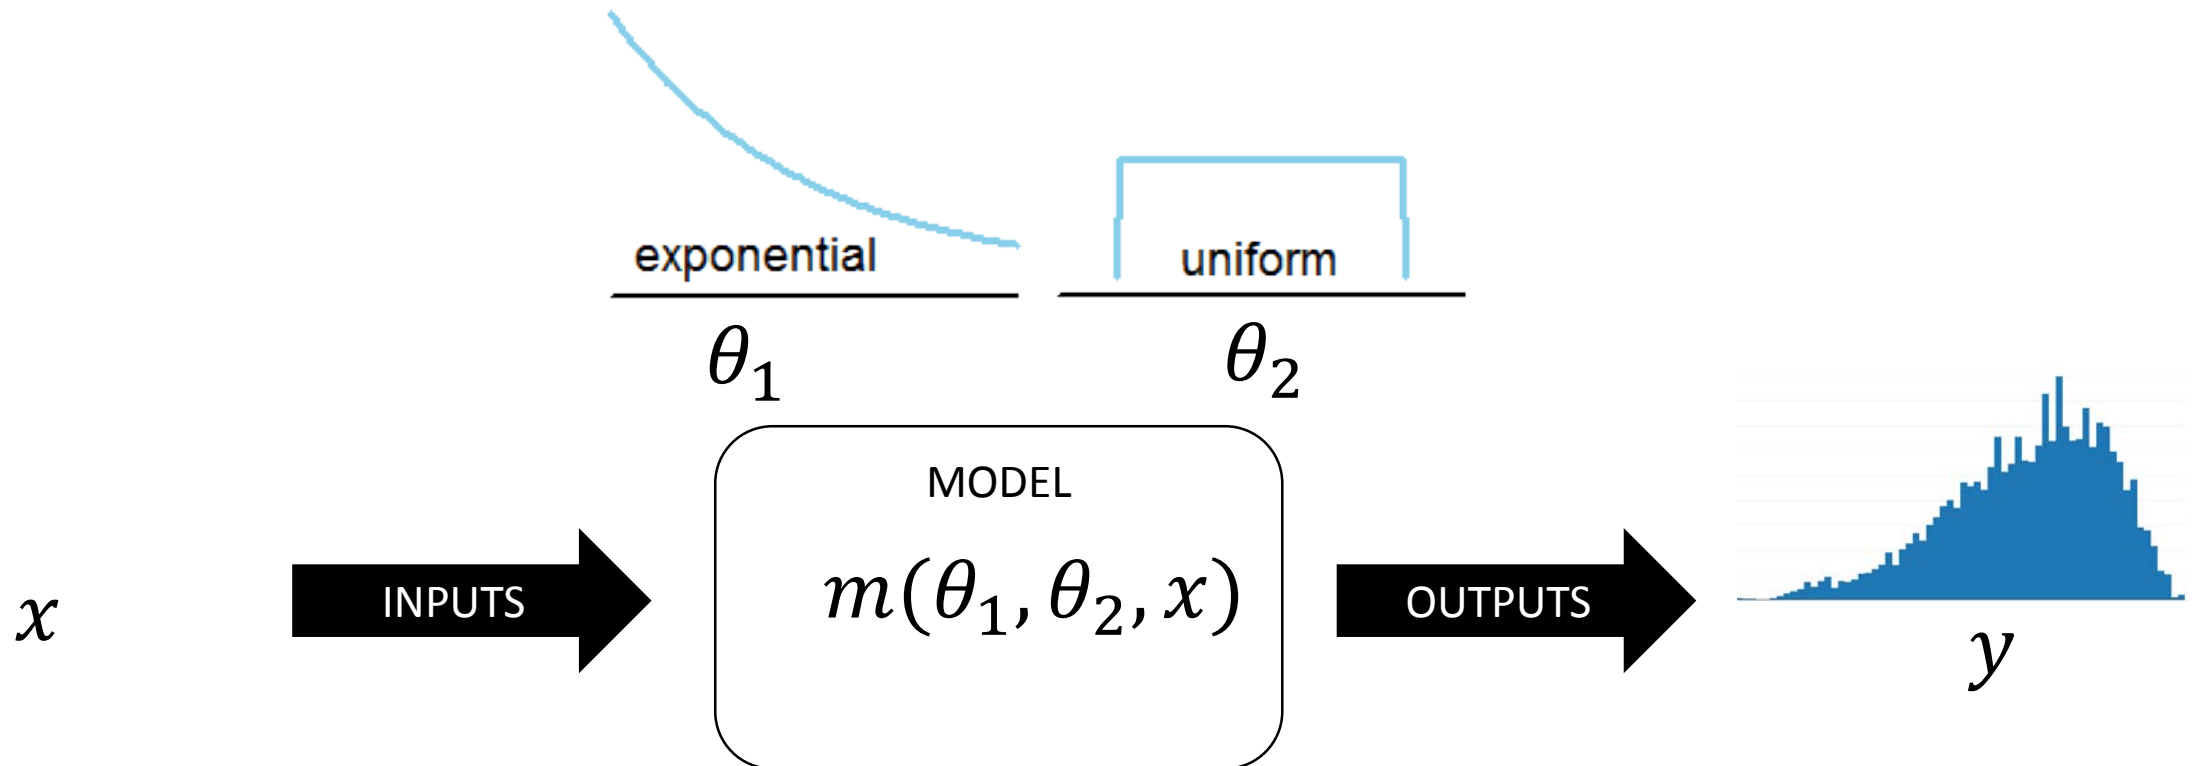 exponential
uniform
θ₁
θ₂
MODEL
x
INPUTS
m(θ₁, θ₂, x)
OUTPUTS
y